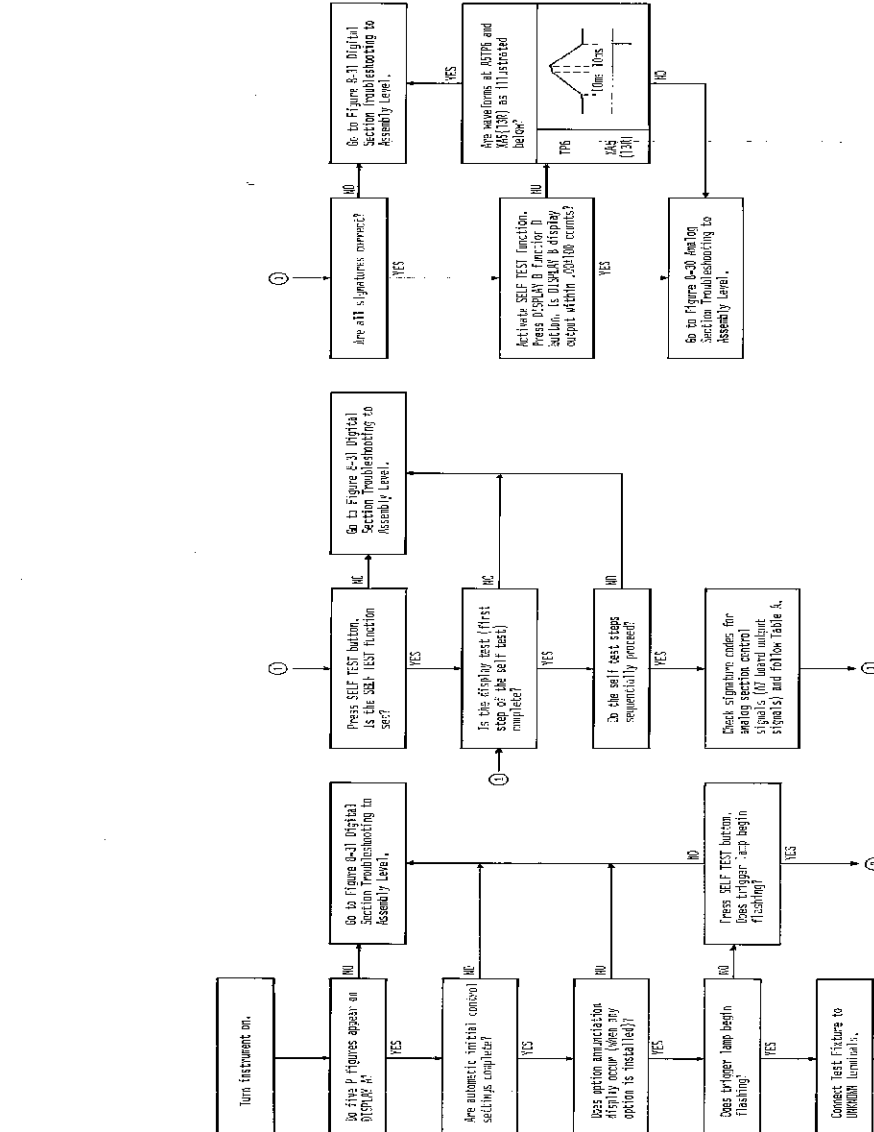 Turn instrument on.
Do five P figures appear on
DISPLAY A?
NO
YES
Go to Figure 8-31 Digital
Section Troubleshooting to
Assembly Level.
Are automatic initial control
settings complete?
NO
YES
Does option annunciation
display occur (when any
option is installed)?
NO
YES
Does trigger lamp begin
flashing?
NO
YES
Press SELF TEST button.
Does trigger lamp begin
flashing?
NO
YES
Connect Test Fixture to
UNKNOWN terminals.
1
Press SELF TEST button.
Is the SELF TEST function
set?
NO
YES
Go to Figure 8-31 Digital
Section Troubleshooting to
Assembly Level.
Is the display test (first
step of the self test)
complete?
NO
YES
Do the self test steps
sequentially proceed?
NO
YES
Check signature codes for
analog section control
signals (A7 board output
signals) and follow Table A.
Are all signatures correct?
NO
YES
Go to Figure 8-31 Digital
Section Troubleshooting to
Assembly Level.
Activate SELF TEST function.
Press DISPLAY B function D
button. Is DISPLAY B display
output within .00±100 counts?
NO
YES
Are waveforms at A5TP6 and
XA5(13R) as illustrated
below?
TP6
XA5
(13R)
10ms 10ms
YES
NO
Go to Figure 8-30 Analog
Section Troubleshooting to
Assembly Level.